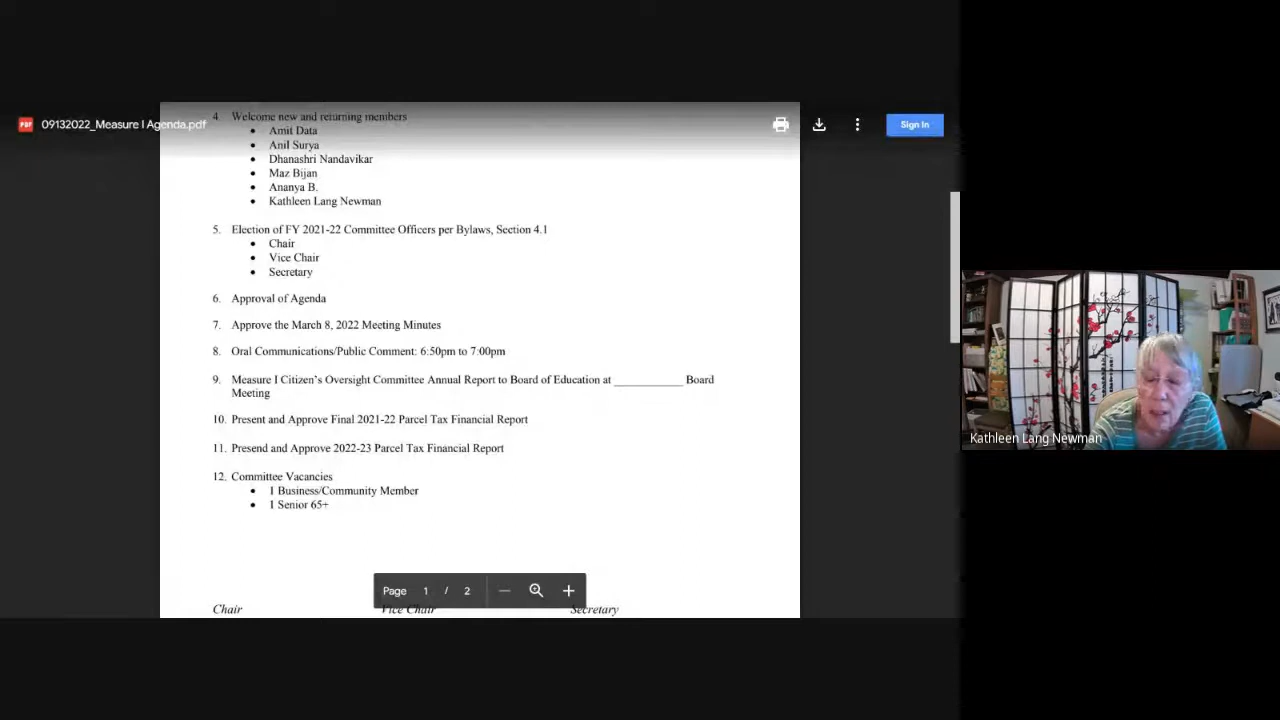 4. Welcome new and returning members
PDF 09132022_Measure I Agenda.pdf
Sign In
• Amit Data
• Anil Surya
• Dhanashri Nandavikar
• Maz Bijan
• Ananya B.
• Kathleen Lang Newman
5. Election of FY 2021-22 Committee Officers per Bylaws, Section 4.1
• Chair
• Vice Chair
• Secretary
6. Approval of Agenda
7. Approve the March 8, 2022 Meeting Minutes
8. Oral Communications/Public Comment: 6:50pm to 7:00pm
9. Measure I Citizen's Oversight Committee Annual Report to Board of Education at ____________ Board
Meeting
10. Present and Approve Final 2021-22 Parcel Tax Financial Report
11. Presend and Approve 2022-23 Parcel Tax Financial Report
12. Committee Vacancies
• 1 Business/Community Member
• 1 Senior 65+
Page 1 / 2
Chair Vice Chair Secretary
Kathleen Lang Newman